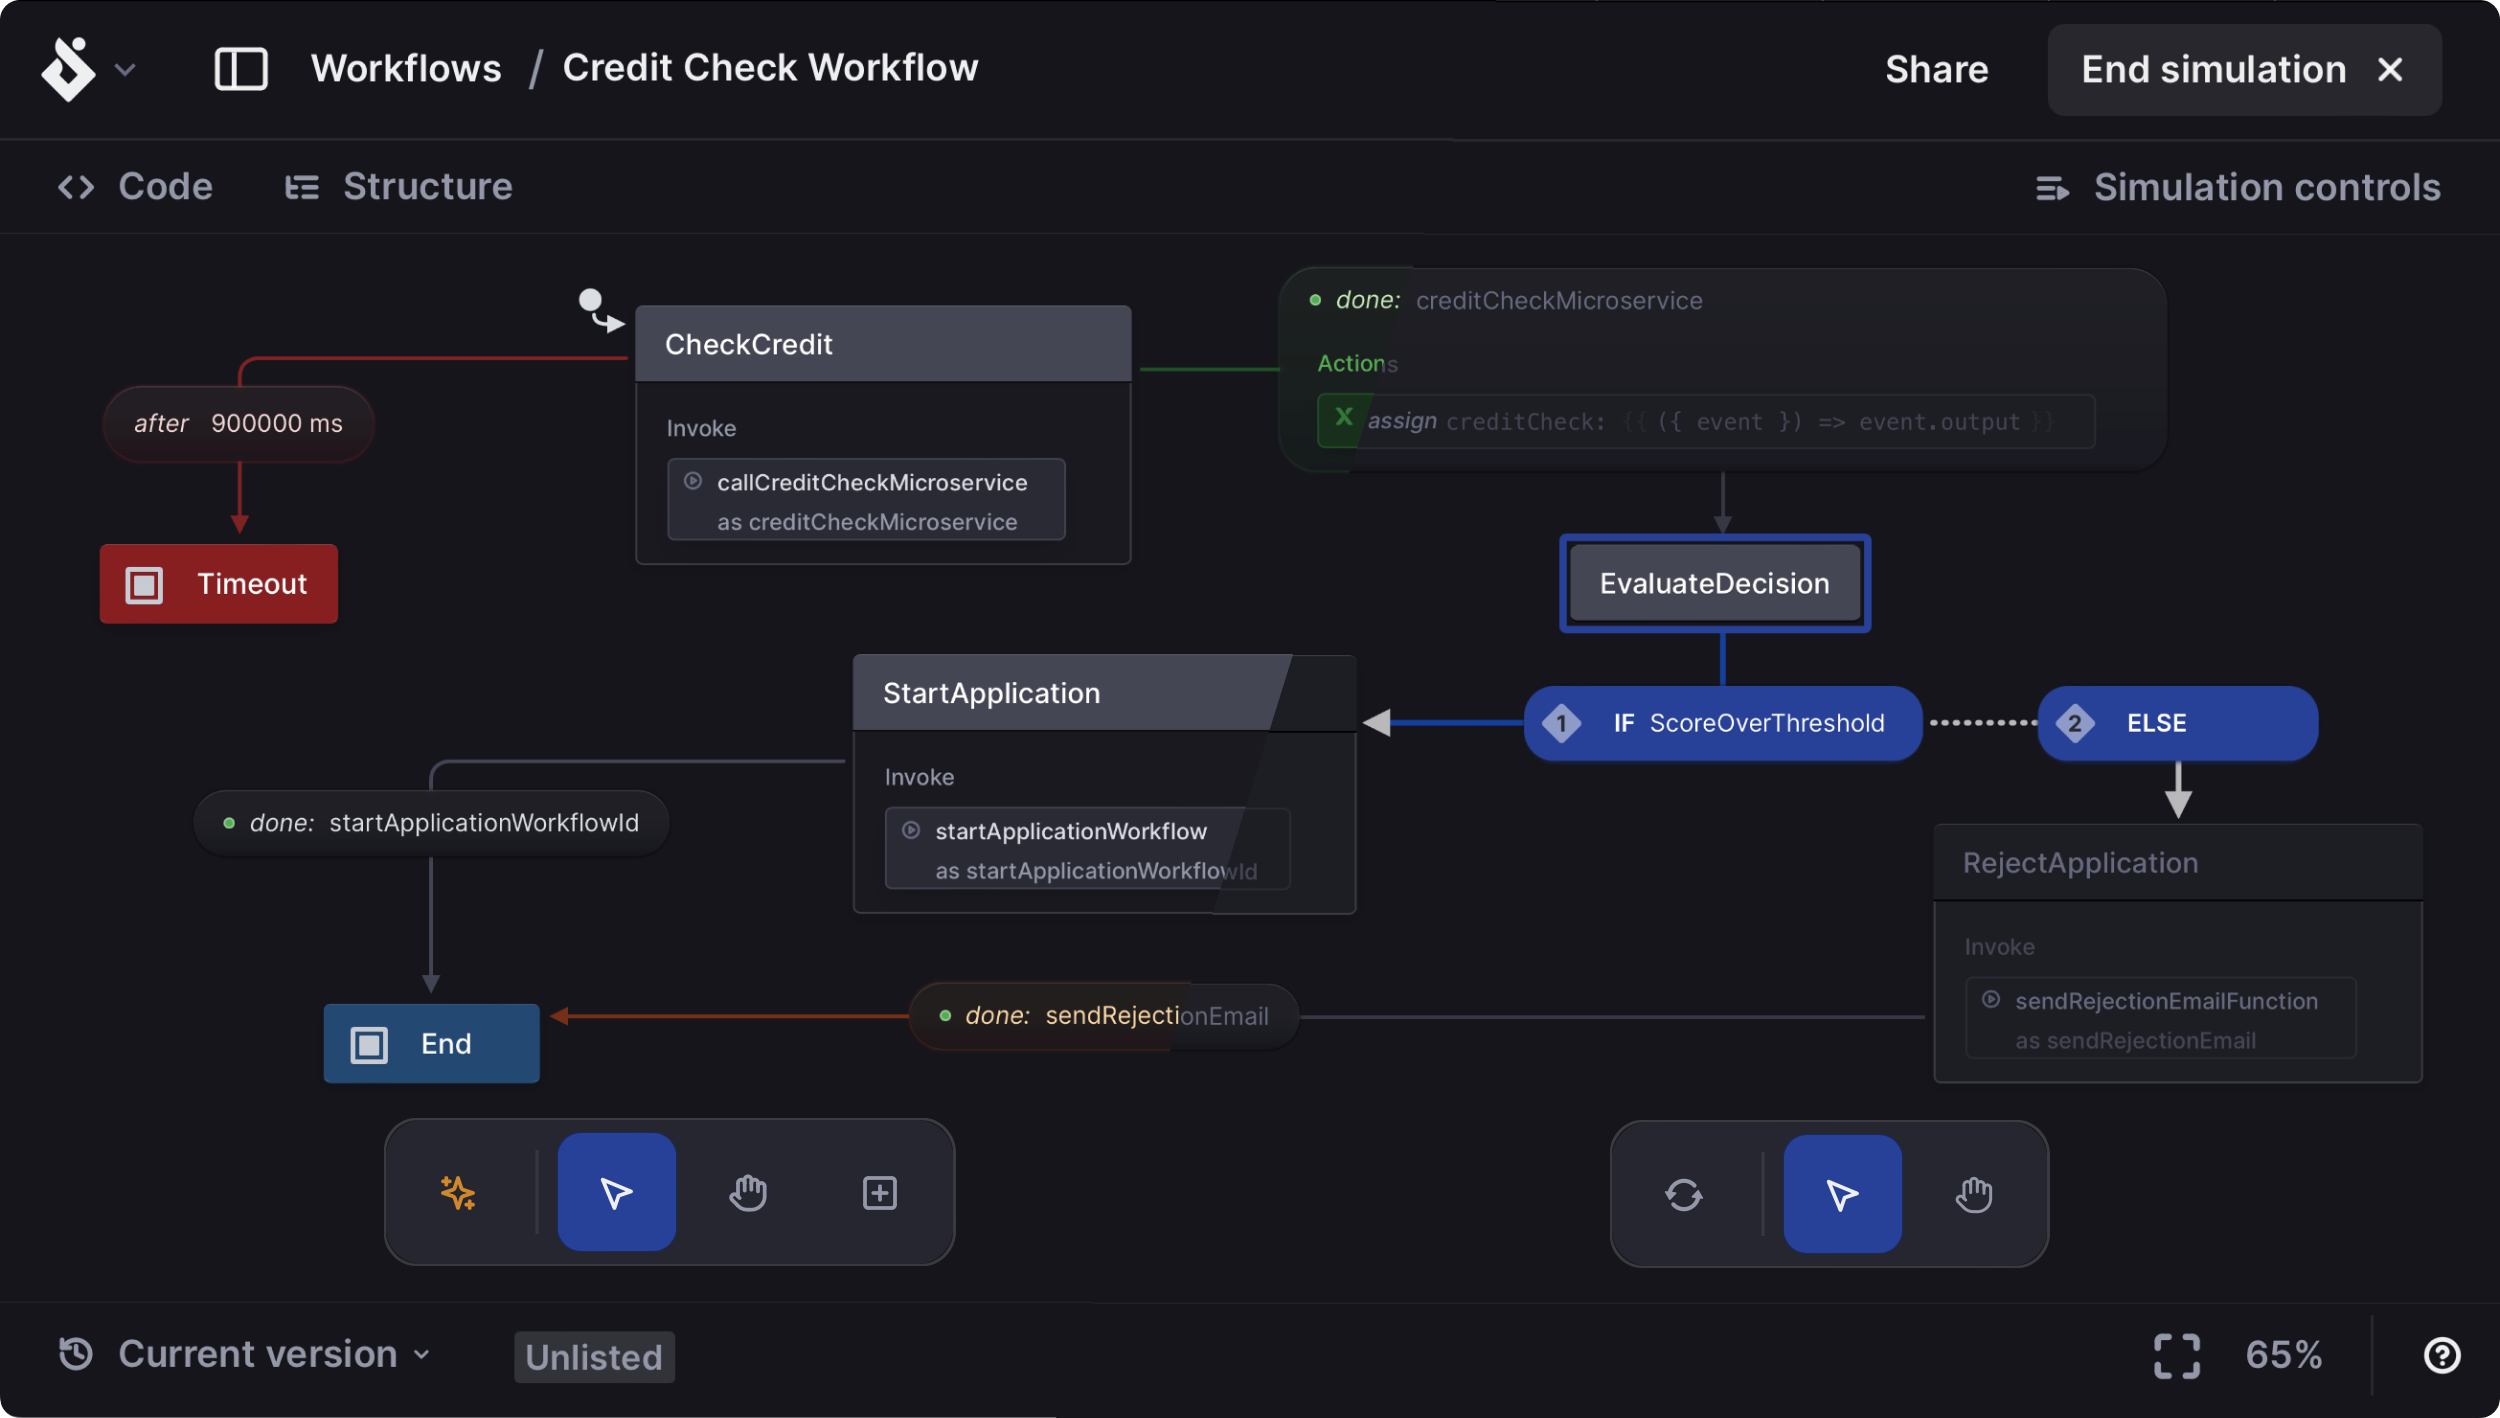 Workflows / Credit Check Workflow
Share
End simulation
Code
Structure
Simulation controls
CheckCredit
Invoke
callCreditCheckMicroservice
as creditCheckMicroservice
done: creditCheckMicroservice
Actions
assign creditCheck: {{ ({ event }) => event.output }}
after 900000 ms
Timeout
EvaluateDecision
StartApplication
Invoke
startApplicationWorkflow
as startApplicationWorkflowId
1 IF ScoreOverThreshold
2 ELSE
done: startApplicationWorkflowId
RejectApplication
Invoke
sendRejectionEmailFunction
as sendRejectionEmail
done: sendRejectionEmail
End
Current version
Unlisted
65%